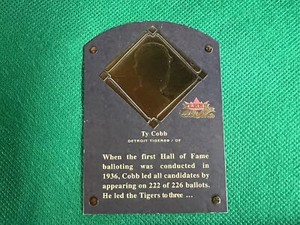 Ty Cobb
DETROIT TIGERS / OF
When the first Hall of Fame
balloting was conducted in
1936, Cobb led all candidates by
appearing on 222 of 226 ballots.
He led the Tigers to three ...